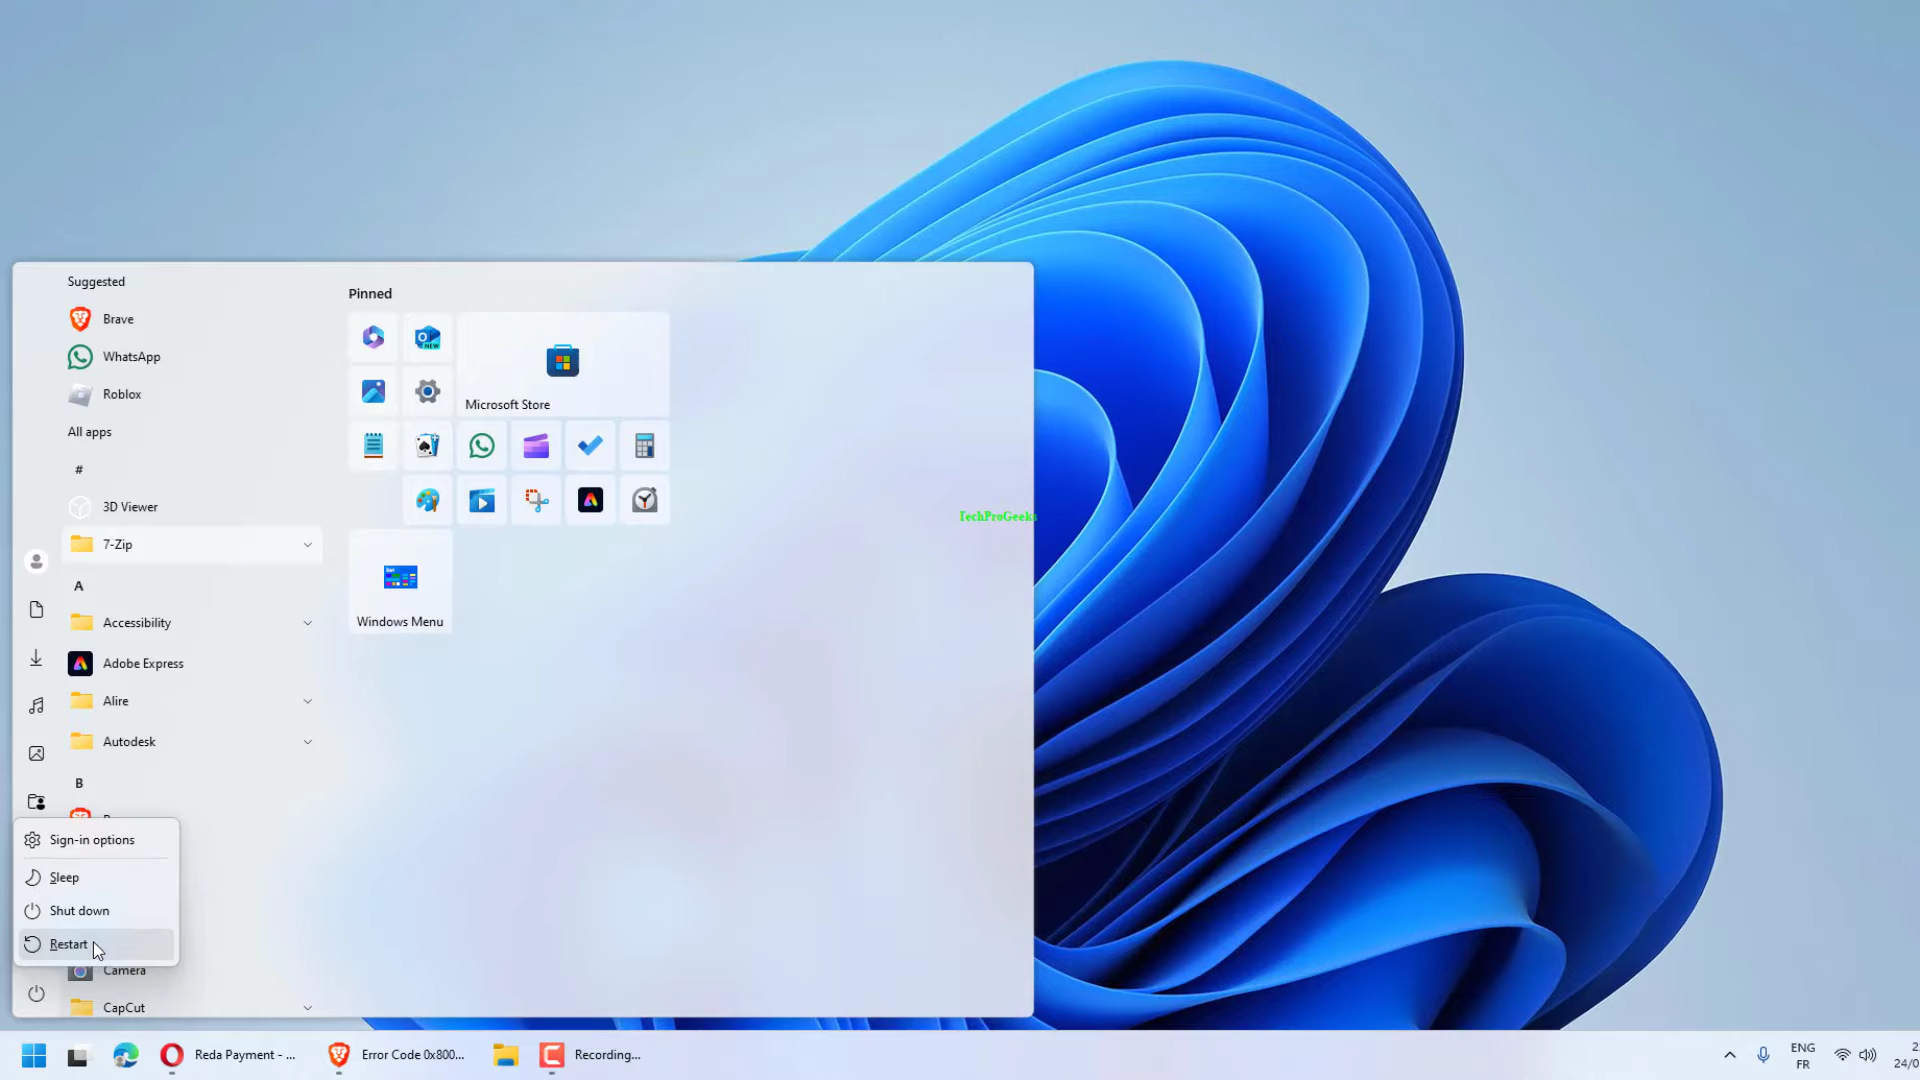 Suggested
Brave
WhatsApp
Roblox
All apps
#
3D Viewer
7-Zip
A
Accessibility
Adobe Express
Alire
Autodesk
B
Sign-in options
Sleep
Shut down
Restart
Camera
CapCut
Pinned
NEW
Microsoft Store
Windows Menu
TechProGeeks
Reda Payment - ...
Error Code 0x800...
Recording...
ENG
FR
2
24/0